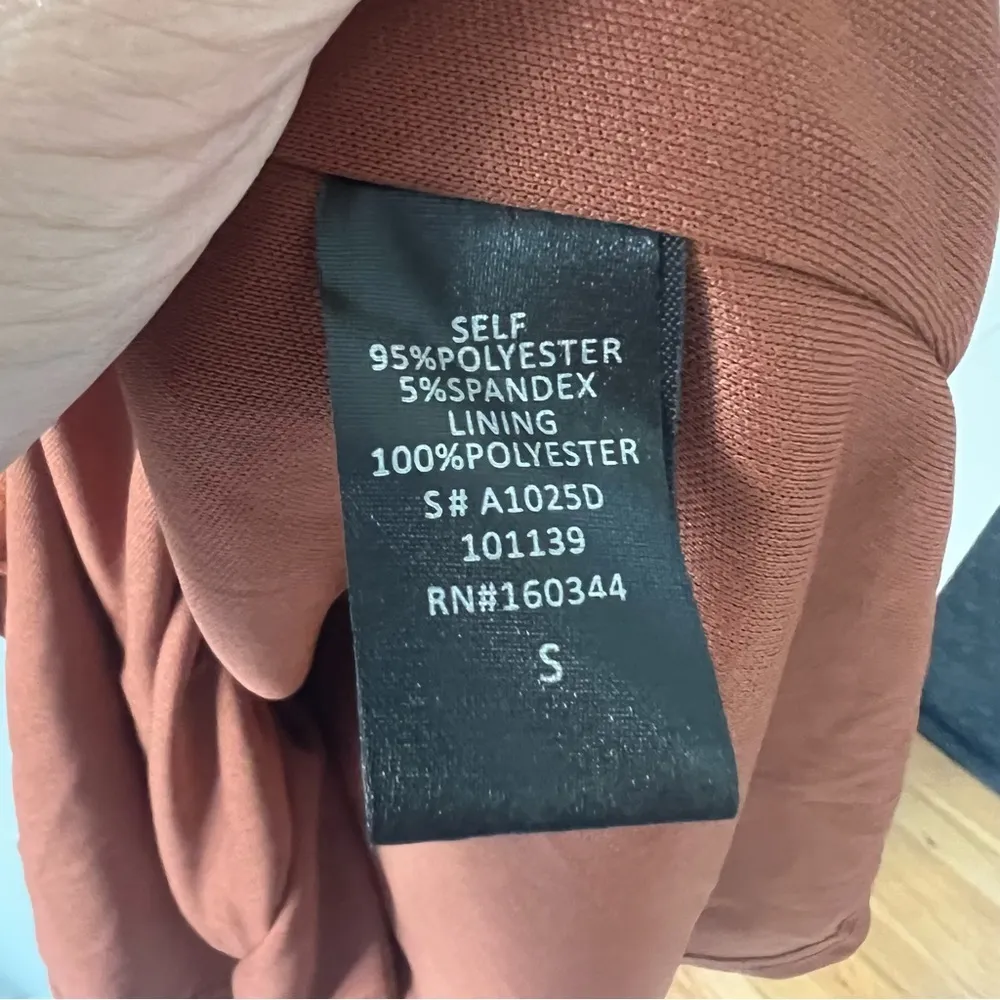 SELF
95%POLYESTER
5%SPANDEX
LINING
100%POLYESTER
S# A1025D
101139
RN#160344
S